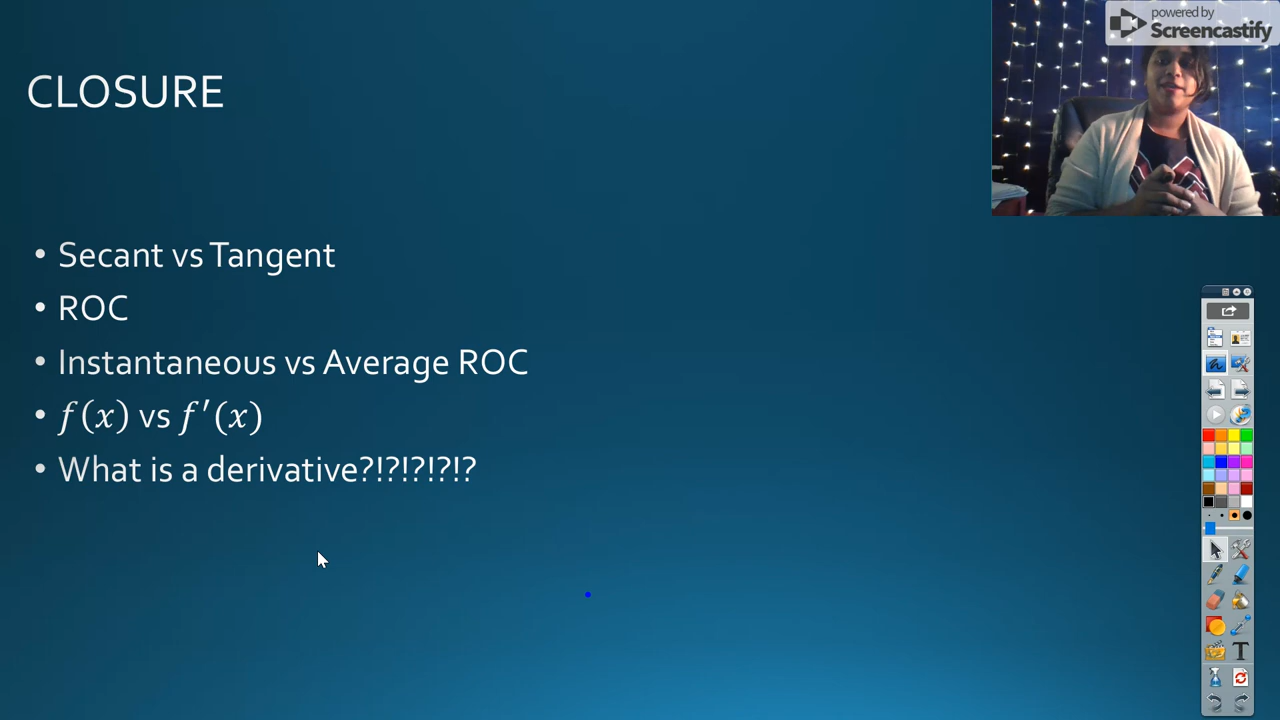 powered by
Screencastify
CLOSURE
• Secant vs Tangent
• ROC
• Instantaneous vs Average ROC
• f(x) vs f′(x)
• What is a derivative?!?!?!?!?
T